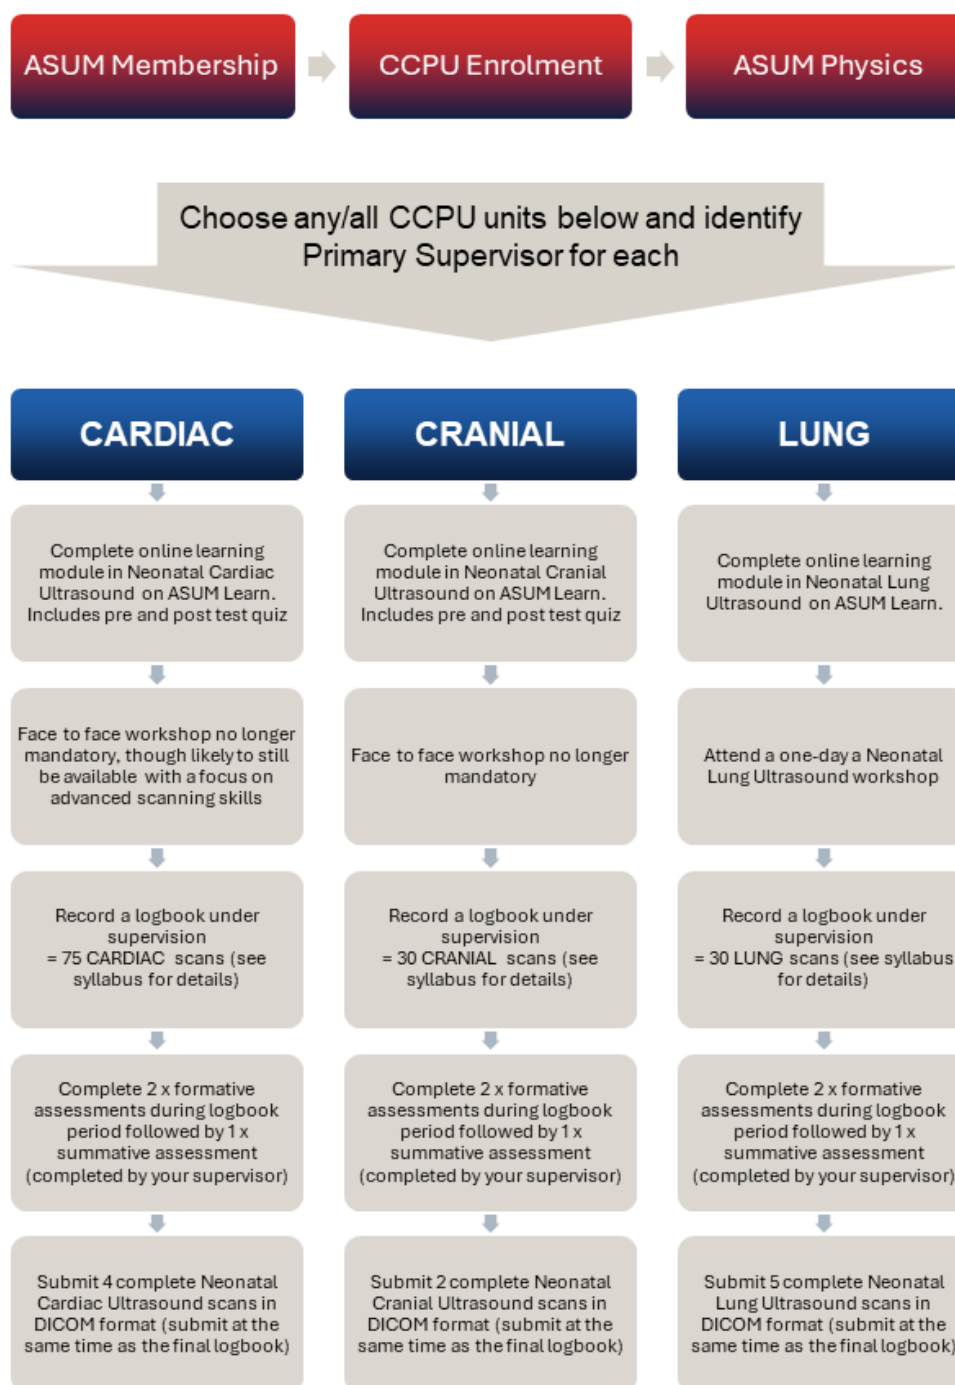 ASUM Membership
CCPU Enrolment
ASUM Physics
Choose any/all CCPU units below and identify
Primary Supervisor for each
CARDIAC
CRANIAL
LUNG
Complete online learning
module in Neonatal Cardiac
Ultrasound on ASUM Learn.
Includes pre and post test quiz
Complete online learning
module in Neonatal Cranial
Ultrasound on ASUM Learn.
Includes pre and post test quiz
Complete online learning
module in Neonatal Lung
Ultrasound on ASUM Learn.
Face to face workshop no longer
mandatory, though likely to still
be available with a focus on
advanced scanning skills
Face to face workshop no longer
mandatory
Attend a one-day a Neonatal
Lung Ultrasound workshop
Record a logbook under
supervision
= 75 CARDIAC scans (see
syllabus for details)
Record a logbook under
supervision
= 30 CRANIAL scans (see
syllabus for details)
Record a logbook under
supervision
= 30 LUNG scans (see syllabus
for details)
Complete 2 x formative
assessments during logbook
period followed by 1 x
summative assessment
(completed by your supervisor)
Complete 2 x formative
assessments during logbook
period followed by 1 x
summative assessment
(completed by your supervisor)
Complete 2 x formative
assessments during logbook
period followed by 1 x
summative assessment
(completed by your supervisor)
Submit 4 complete Neonatal
Cardiac Ultrasound scans in
DICOM format (submit at the
same time as the final logbook)
Submit 2 complete Neonatal
Cranial Ultrasound scans in
DICOM format (submit at the
same time as the final logbook)
Submit 5 complete Neonatal
Lung Ultrasound scans in
DICOM format (submit at the
same time as the final logbook)